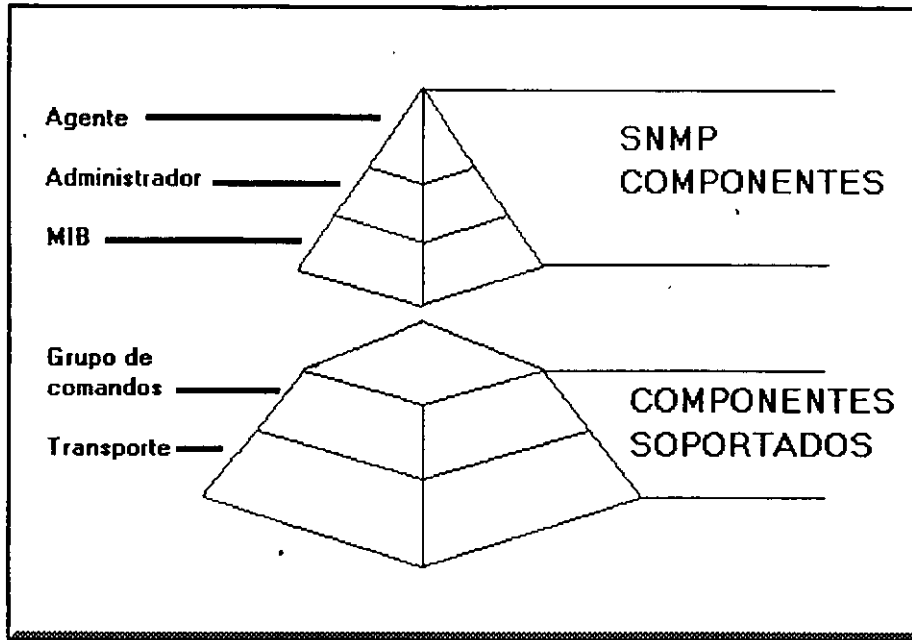 Agente
Administrador
MIB
SNMP
COMPONENTES
Grupo de
comandos
Transporte
COMPONENTES
SOPORTADOS